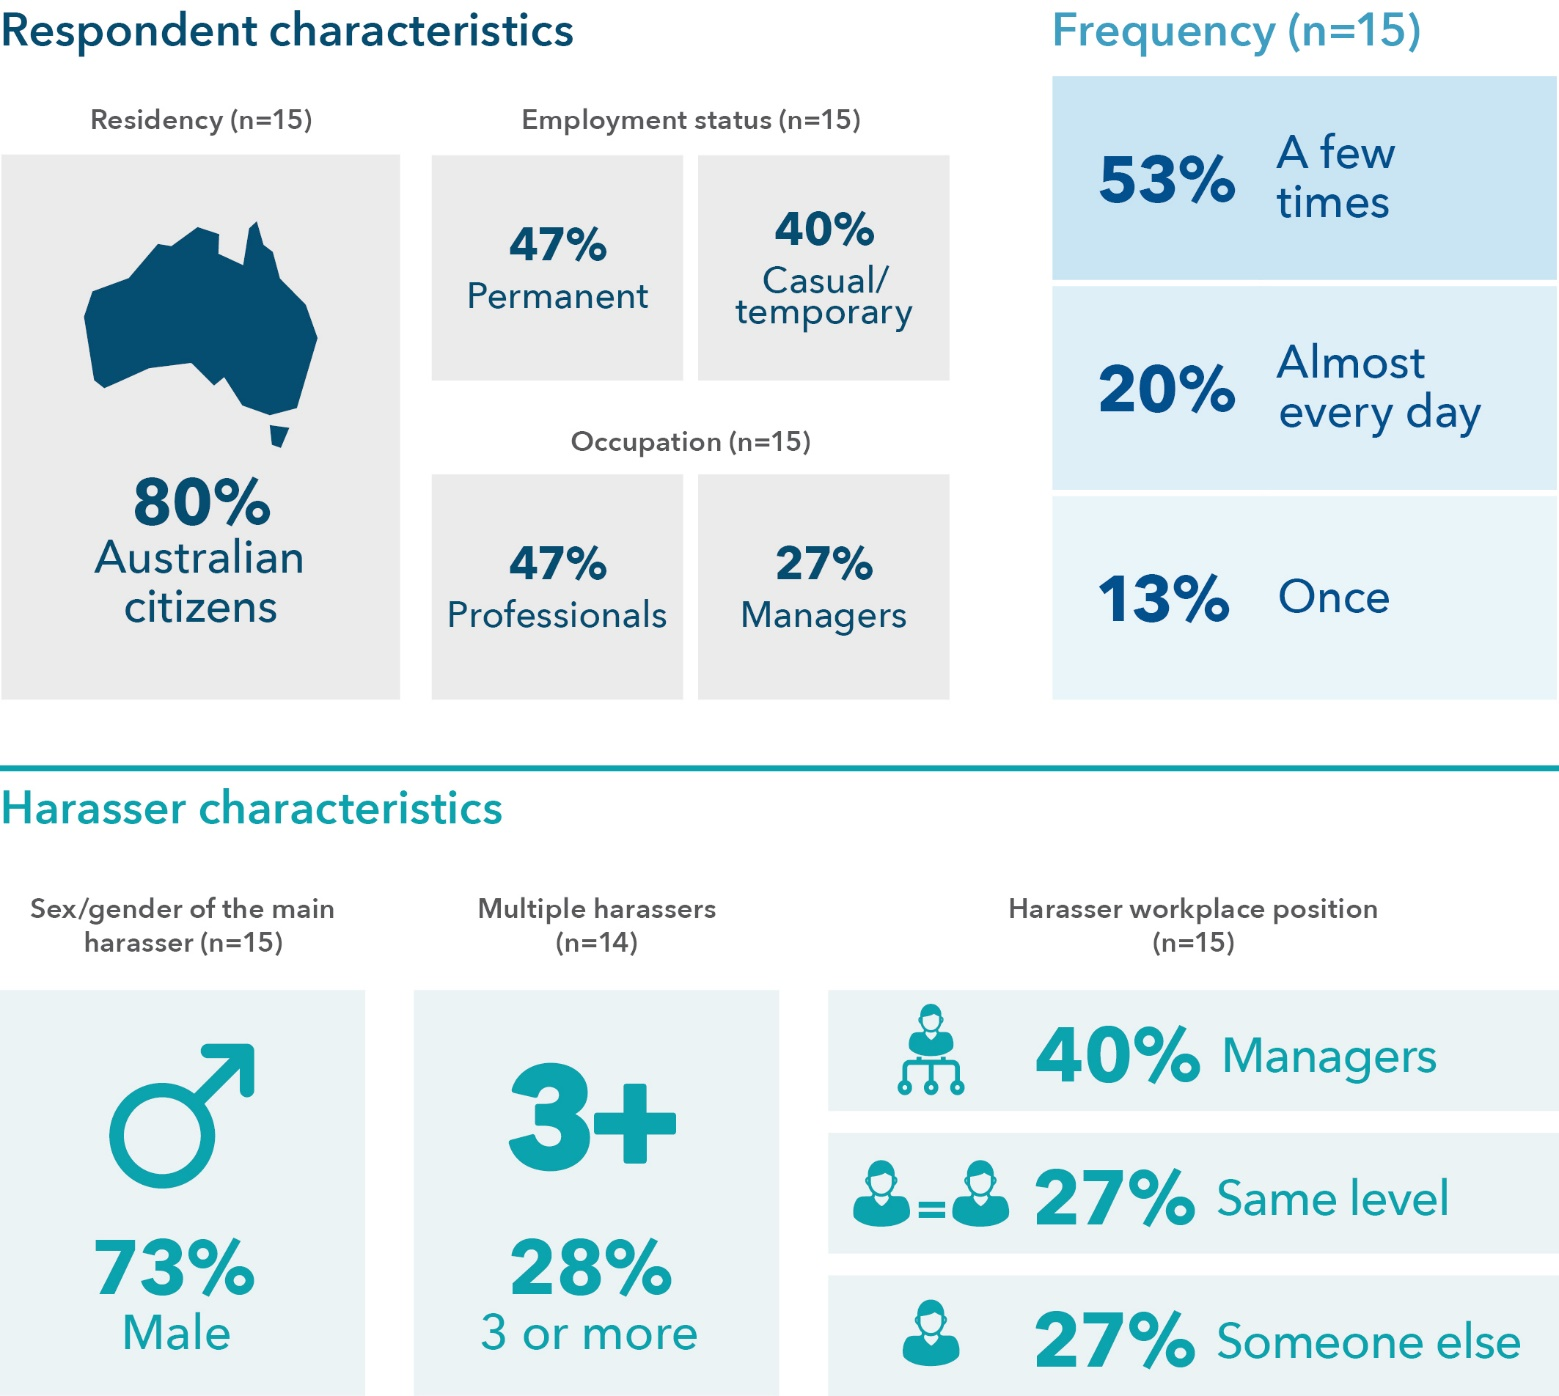 Respondent characteristics
Residency (n=15)
80%
Australian
citizens
Employment status (n=15)
47%
Permanent
40%
Casual/
temporary
Occupation (n=15)
47%
Professionals
27%
Managers
Frequency (n=15)
53% A few
times
20% Almost
every day
13% Once
Harasser characteristics
Sex/gender of the main
harasser (n=15)
73%
Male
Multiple harassers
(n=14)
3+
28%
3 or more
Harasser workplace position
(n=15)
40% Managers
= 27% Same level
27% Someone else